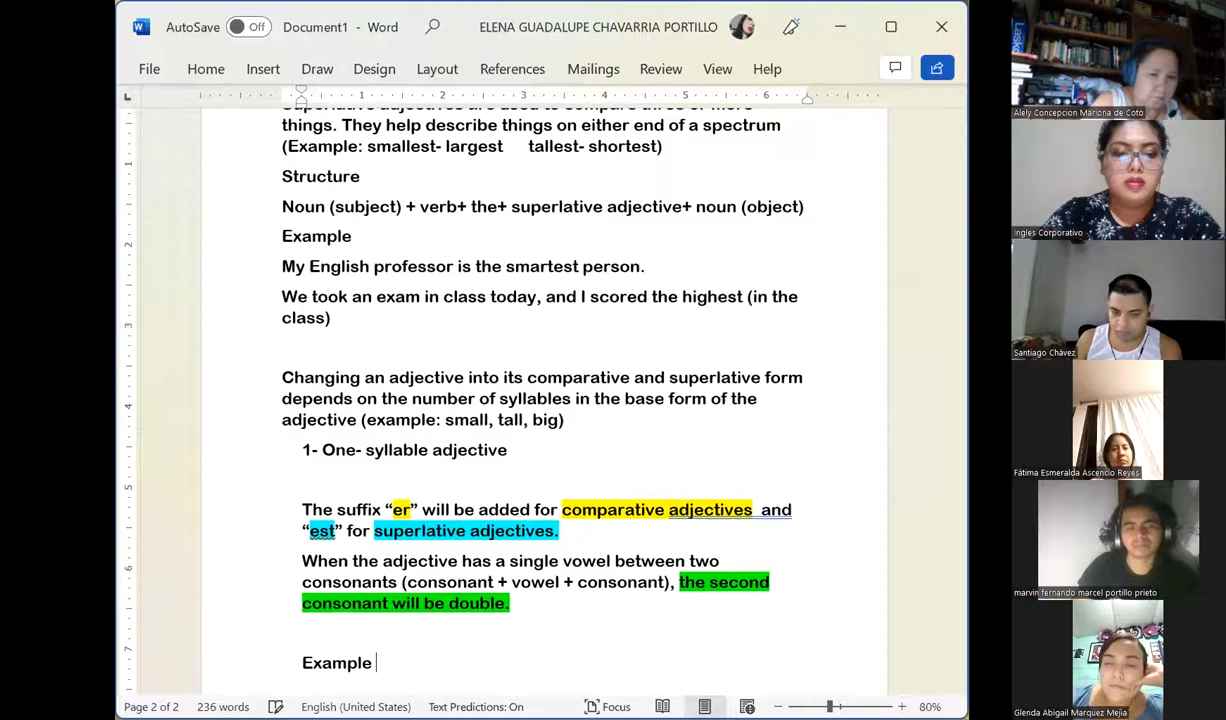 AutoSave Off Document1 - Word ELENA GUADALUPE CHAVARRIA PORTILLO
File Home Insert Draw Design Layout References Mailings Review View Help
1 2 3 4 5 6
things. They help describe things on either end of a spectrum
(Example: smallest- largest tallest- shortest)
Structure
Noun (subject) + verb+ the+ superlative adjective+ noun (object)
Example
My English professor is the smartest person.
We took an exam in class today, and I scored the highest (in the
class)
Changing an adjective into its comparative and superlative form
depends on the number of syllables in the base form of the
adjective (example: small, tall, big)
1- One- syllable adjective
The suffix “er” will be added for comparative adjectives and
“est” for superlative adjectives.
When the adjective has a single vowel between two
consonants (consonant + vowel + consonant), the second
consonant will be double.
Example
Page 2 of 2 236 words English (United States) Text Predictions: On Focus 80%
Alely Concepcion Mariona de Coto
Ingles Corporativo
Santiago Chávez
Fátima Esmeralda Ascencio Reyes
marvin fernando marcel portillo prieto
Glenda Abigail Marquez Mejia